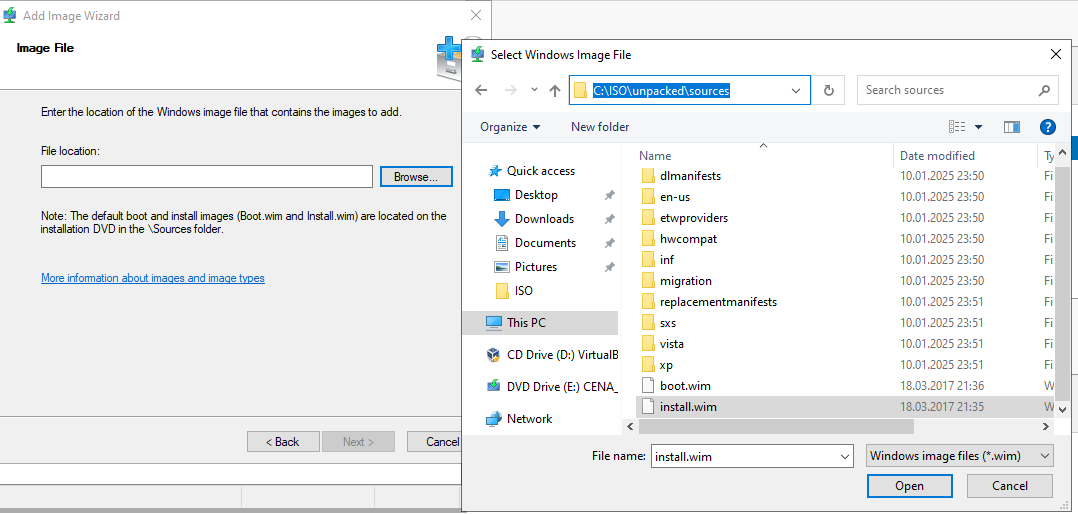 Add Image Wizard
Image File
Enter the location of the Windows image file that contains the images to add.
File location:
Browse...
Note: The default boot and install images (Boot.wim and Install.wim) are located on the
installation DVD in the \Sources folder.
More information about images and image types
< Back
Next >
Cancel
Select Windows Image File
C:\ISO\unpacked\sources
Search sources
Organize
New folder
Quick access
Desktop
Downloads
Documents
Pictures
ISO
This PC
CD Drive (D:) VirtualB
DVD Drive (E:) CENA_
Network
Name Date modified Ty
dlmanifests 10.01.2025 23:50 Fi
en-us 10.01.2025 23:50 Fi
etwproviders 10.01.2025 23:50 Fi
hwcompat 10.01.2025 23:50 Fi
inf 10.01.2025 23:50 Fi
migration 10.01.2025 23:50 Fi
replacementmanifests 10.01.2025 23:51 Fi
sxs 10.01.2025 23:51 Fi
vista 10.01.2025 23:51 Fi
xp 10.01.2025 23:51 Fi
boot.wim 18.03.2017 21:36 W
install.wim 18.03.2017 21:35 W
File name: install.wim
Windows image files (*.wim)
Open
Cancel